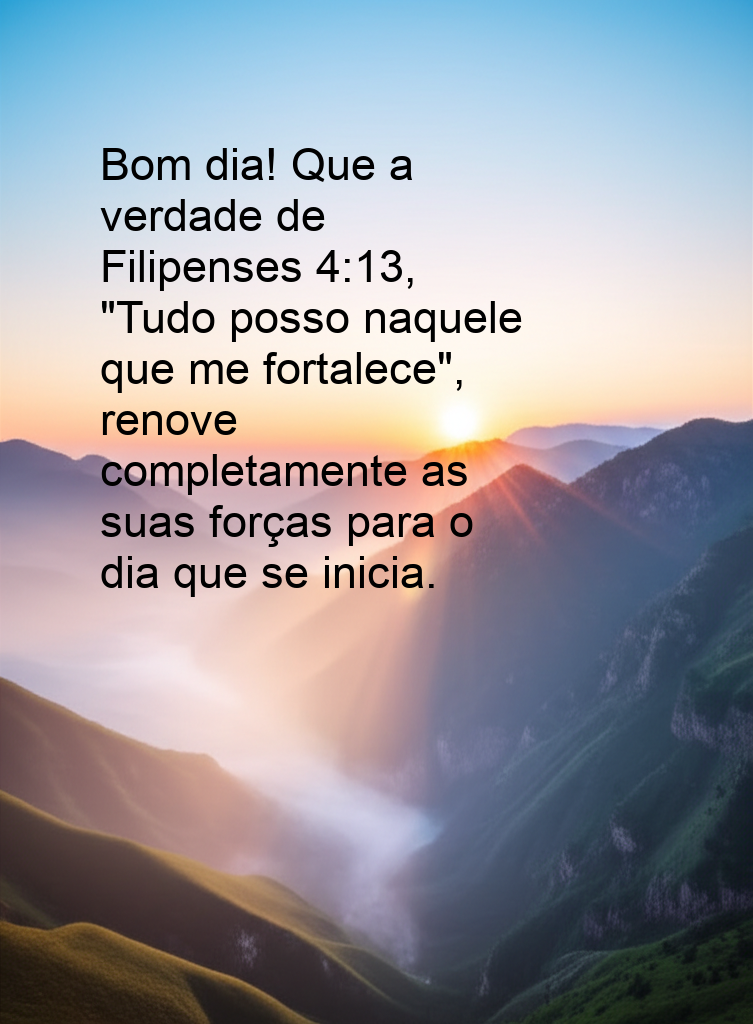 Bom dia! Que a
verdade de
Filipenses 4:13,
"Tudo posso naquele
que me fortalece",
renove
completamente as
suas forças para o
dia que se inicia.